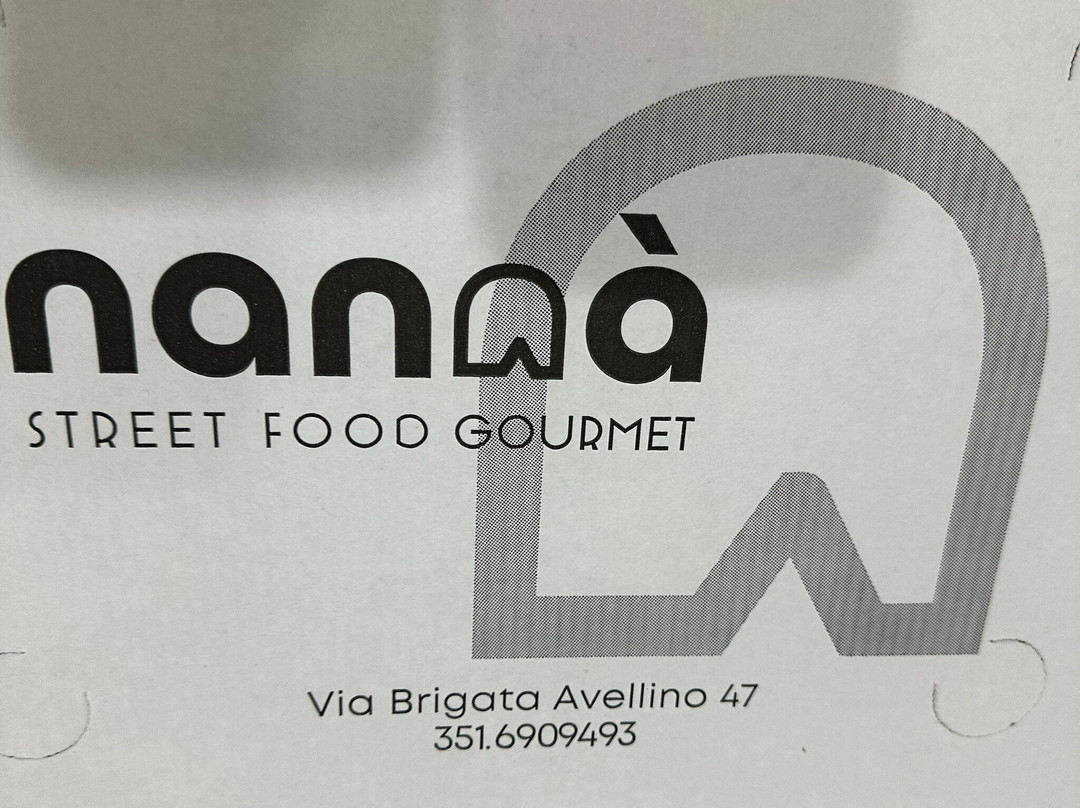 nannà
STREET FOOD GOURMET
Via Brigata Avellino 47
351.6909493